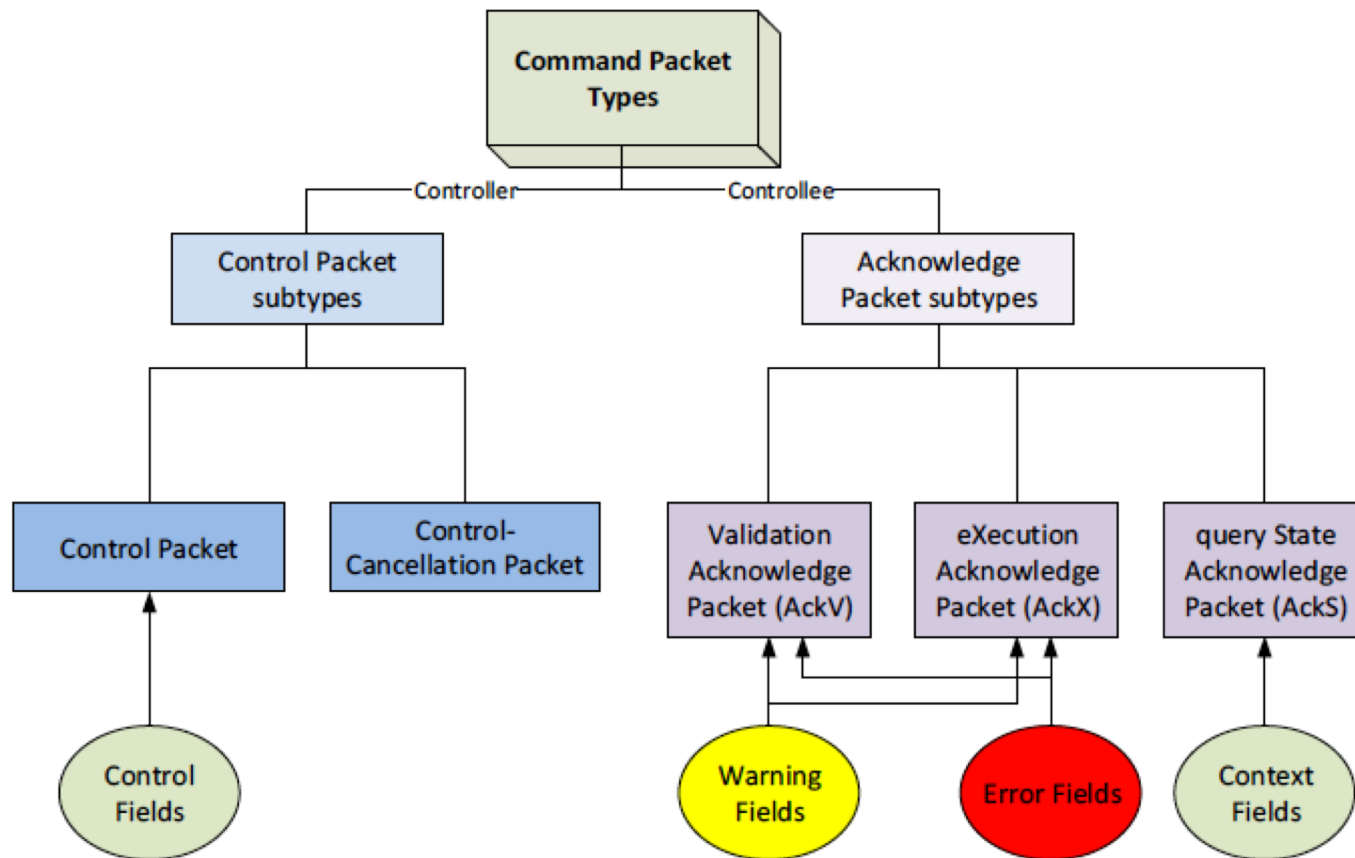 Command Packet
Types
Controller
Controllee
Control Packet
subtypes
Acknowledge
Packet subtypes
Control Packet
Control-
Cancellation Packet
Validation
Acknowledge
Packet (AckV)
eXecution
Acknowledge
Packet (AckX)
query State
Acknowledge
Packet (AckS)
Control
Fields
Warning
Fields
Error Fields
Context
Fields